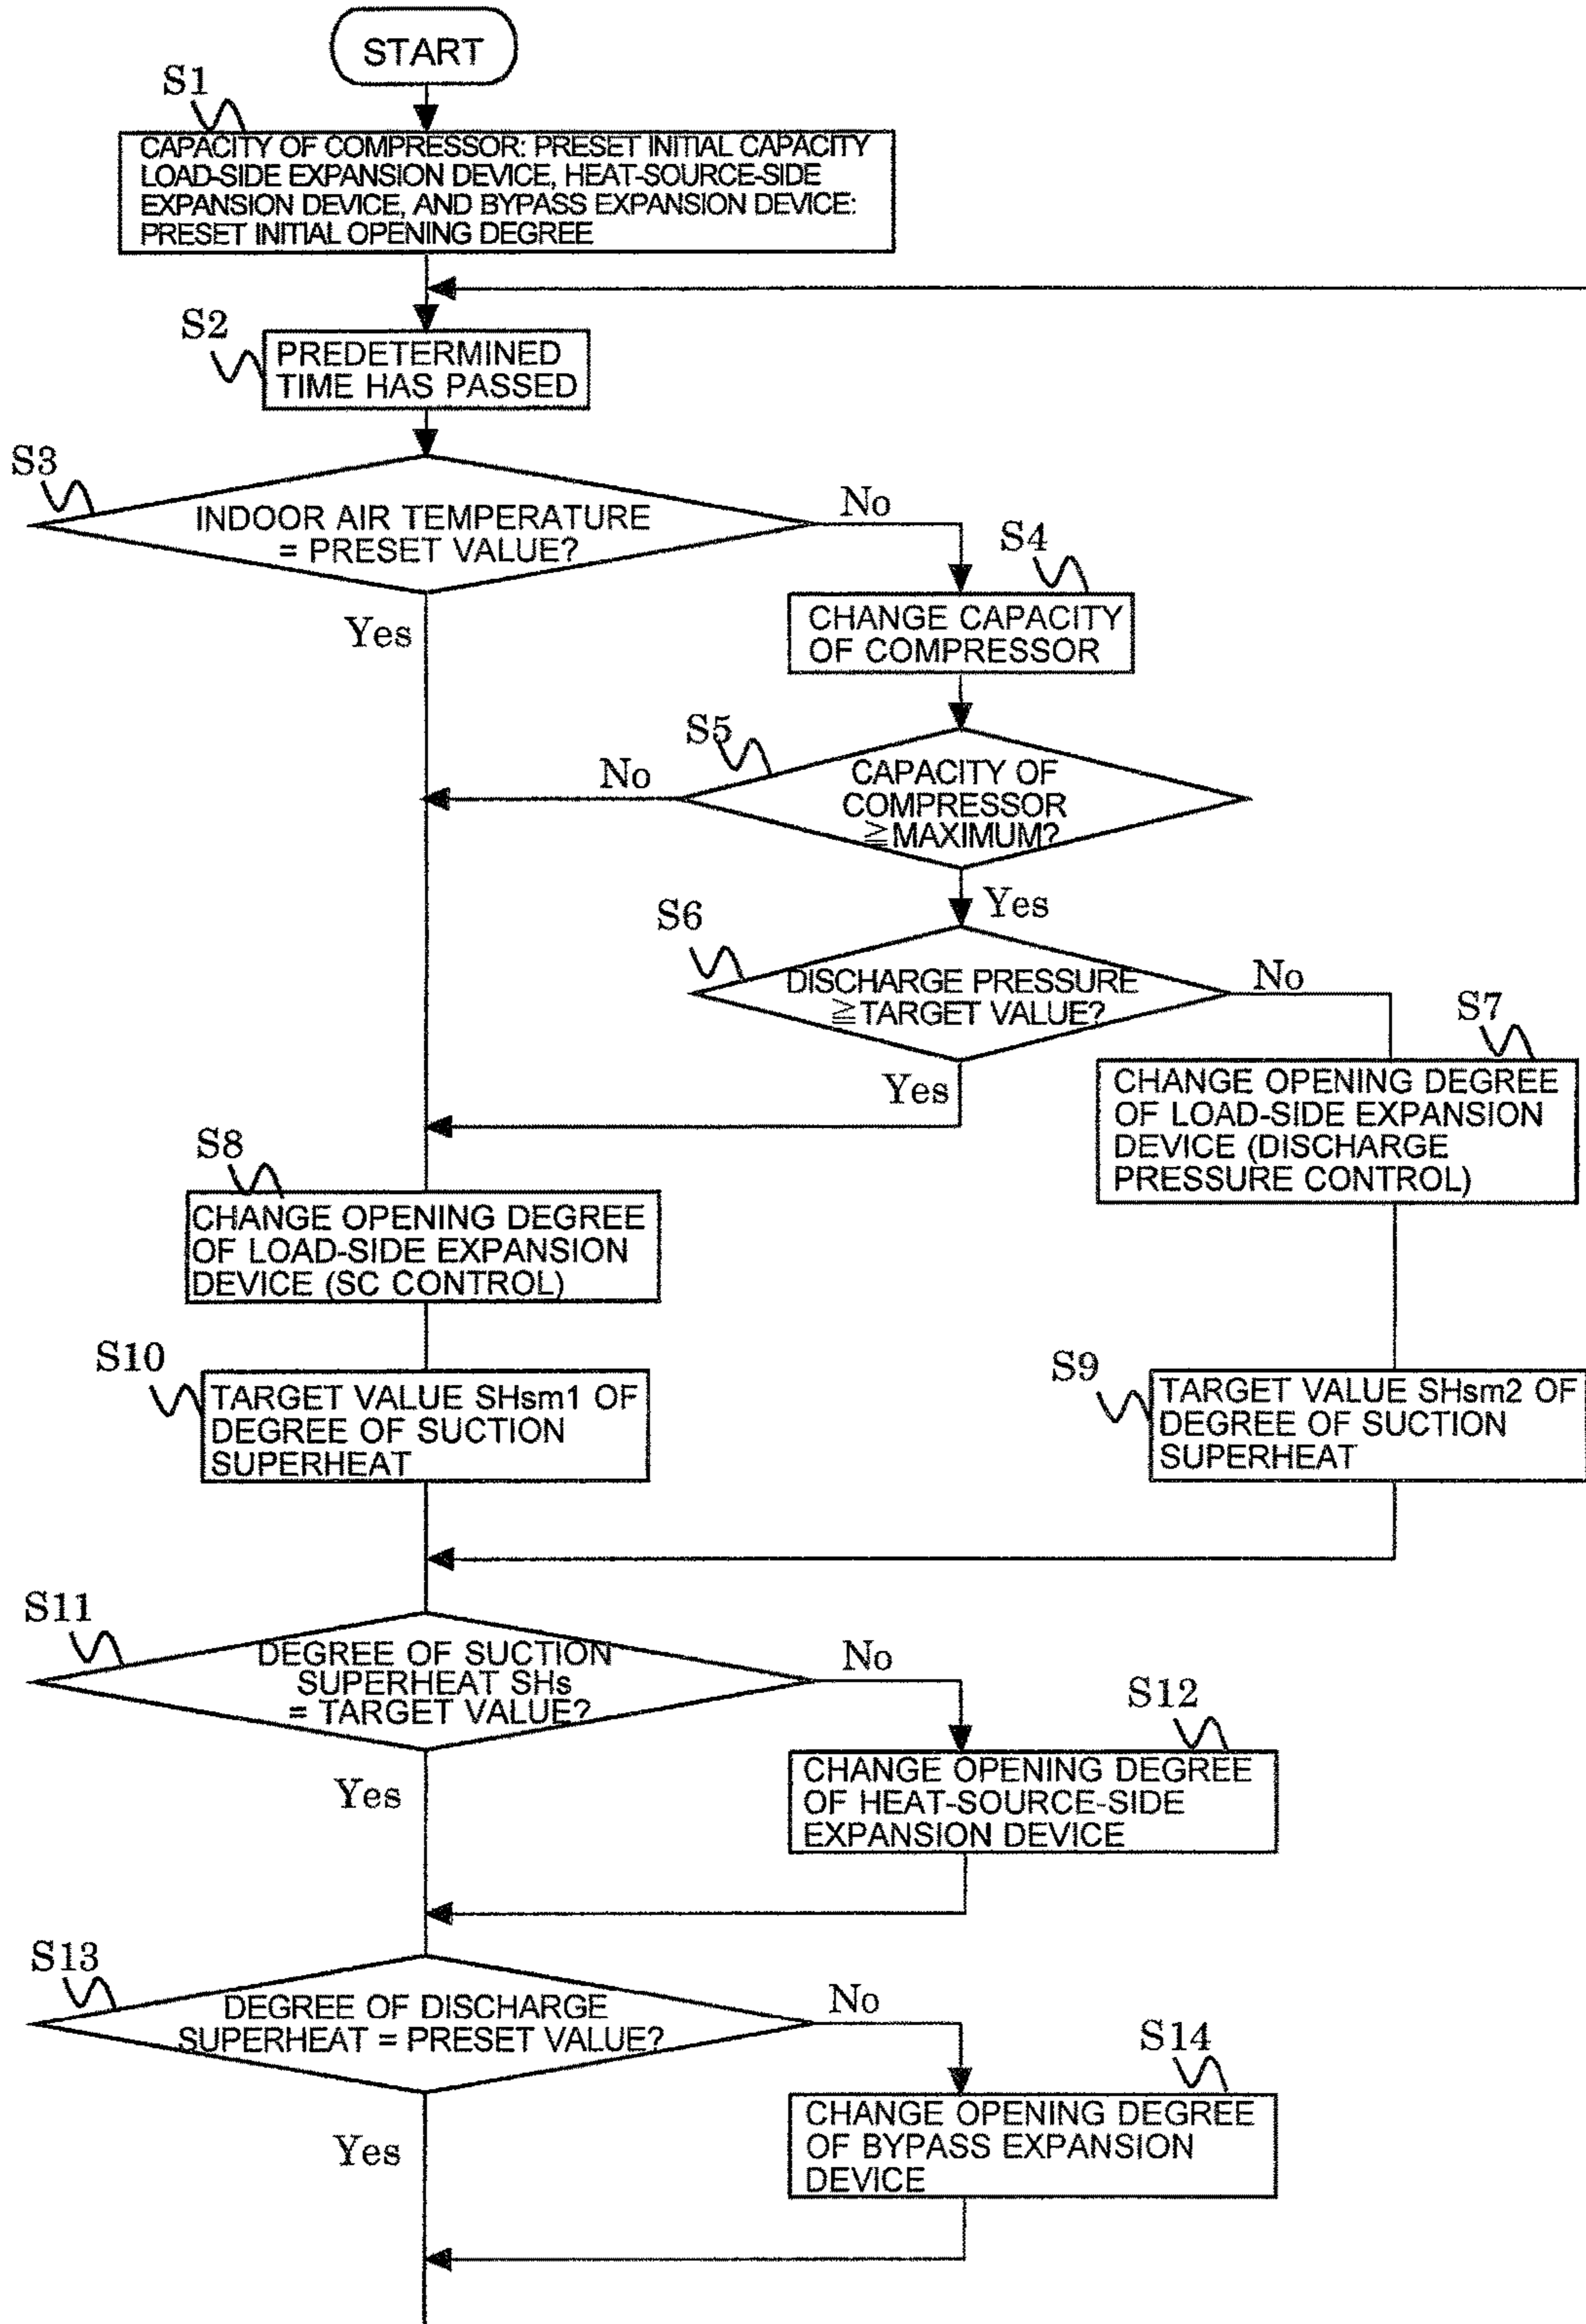 START
S1
CAPACITY OF COMPRESSOR: PRESET INITIAL CAPACITY
LOAD-SIDE EXPANSION DEVICE, HEAT-SOURCE-SIDE
EXPANSION DEVICE, AND BYPASS EXPANSION DEVICE:
PRESET INITIAL OPENING DEGREE
S2
PREDETERMINED
TIME HAS PASSED
S3
INDOOR AIR TEMPERATURE
= PRESET VALUE?
No
Yes
S4
CHANGE CAPACITY
OF COMPRESSOR
S5
CAPACITY OF
COMPRESSOR
≧MAXIMUM?
No
Yes
S6
DISCHARGE PRESSURE
≧TARGET VALUE?
No
Yes
S7
CHANGE OPENING DEGREE
OF LOAD-SIDE EXPANSION
DEVICE (DISCHARGE
PRESSURE CONTROL)
S8
CHANGE OPENING DEGREE
OF LOAD-SIDE EXPANSION
DEVICE (SC CONTROL)
S10
TARGET VALUE SHsm1 OF
DEGREE OF SUCTION
SUPERHEAT
S9
TARGET VALUE SHsm2 OF
DEGREE OF SUCTION
SUPERHEAT
S11
DEGREE OF SUCTION
SUPERHEAT SHs
= TARGET VALUE?
No
Yes
S12
CHANGE OPENING DEGREE
OF HEAT-SOURCE-SIDE
EXPANSION DEVICE
S13
DEGREE OF DISCHARGE
SUPERHEAT = PRESET VALUE?
No
Yes
S14
CHANGE OPENING DEGREE
OF BYPASS EXPANSION
DEVICE